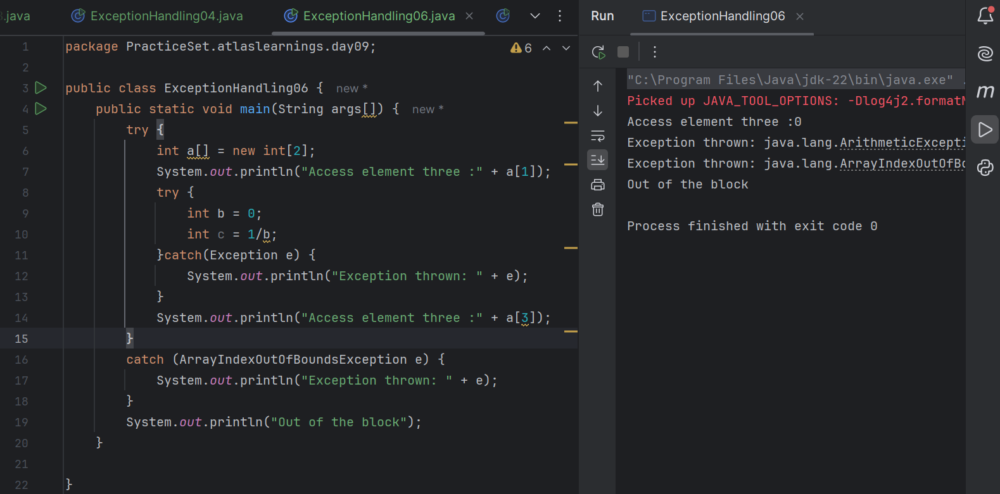 .java
ExceptionHandling04.java
ExceptionHandling06.java
Run
ExceptionHandling06
6
1 package PracticeSet.atlaslearnings.day09;
2
3 public class ExceptionHandling06 { new *
4 public static void main(String args[]) { new *
5 try {
6 int a[] = new int[2];
7 System.out.println("Access element three :" + a[1]);
8 try {
9 int b = 0;
10 int c = 1/b;
11 }catch(Exception e) {
12 System.out.println("Exception thrown: " + e);
13 }
14 System.out.println("Access element three :" + a[3]);
15 }
16 catch (ArrayIndexOutOfBoundsException e) {
17 System.out.println("Exception thrown: " + e);
18 }
19 System.out.println("Out of the block");
20 }
21
22 }
"C:\Program Files\Java\jdk-22\bin\java.exe" .
Picked up JAVA_TOOL_OPTIONS: -Dlog4j2.format
Access element three :0
Exception thrown: java.lang.ArithmeticExcepti
Exception thrown: java.lang.ArrayIndexOutOfBo
Out of the block
Process finished with exit code 0
m